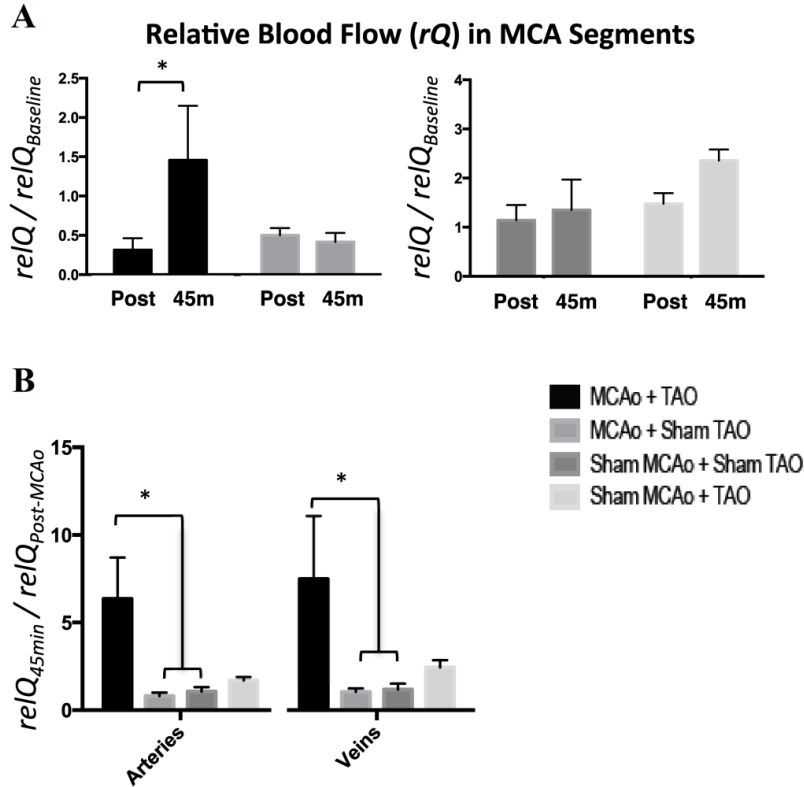 A
Relative Blood Flow (rQ) in MCA Segments
relQ / relQBaseline
2.5
2.0
1.5
1.0
0.5
0.0
*
Post 45m Post 45m
relQ / relQBaseline
4
3
2
1
0
Post 45m Post 45m
B
MCAo + TAO
MCAo + Sham TAO
Sham MCAo + Sham TAO
Sham MCAo + TAO
relQ45min / relQPost-MCAo
15
10
5
0
*
*
Arteries
Veins